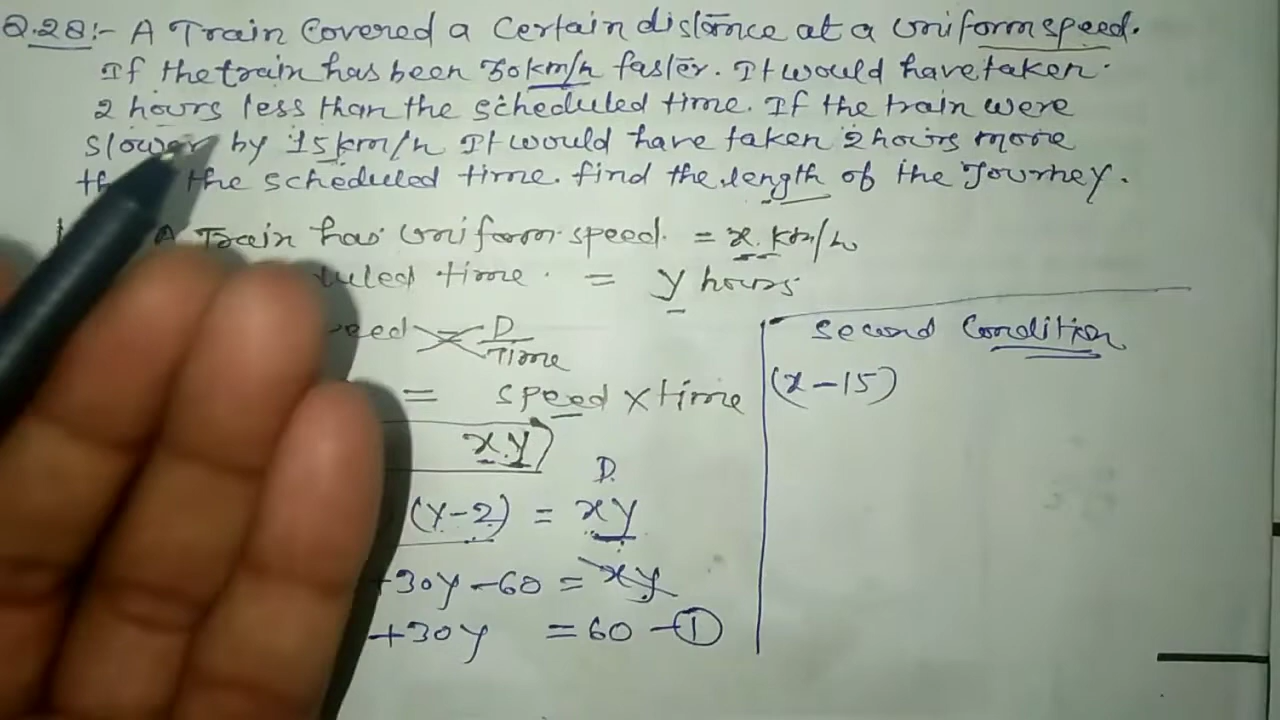 Q.28:- A Train Covered a Certain distance at a Uniform speed.
If the train has been 30km/h faster. It would have taken.
2 hours less than the scheduled time. If the train were
slower by 15km/h It would have taken 2 hours more
the scheduled time. find the length of the Journey.
A Train has Uniform speed. = x km/h
time. = y hours
D/Time
= speed × time
xy
D.
(y-2) = xy
+30y-60 = xy
+30y = 60 -①
Second Condition
(x-15)